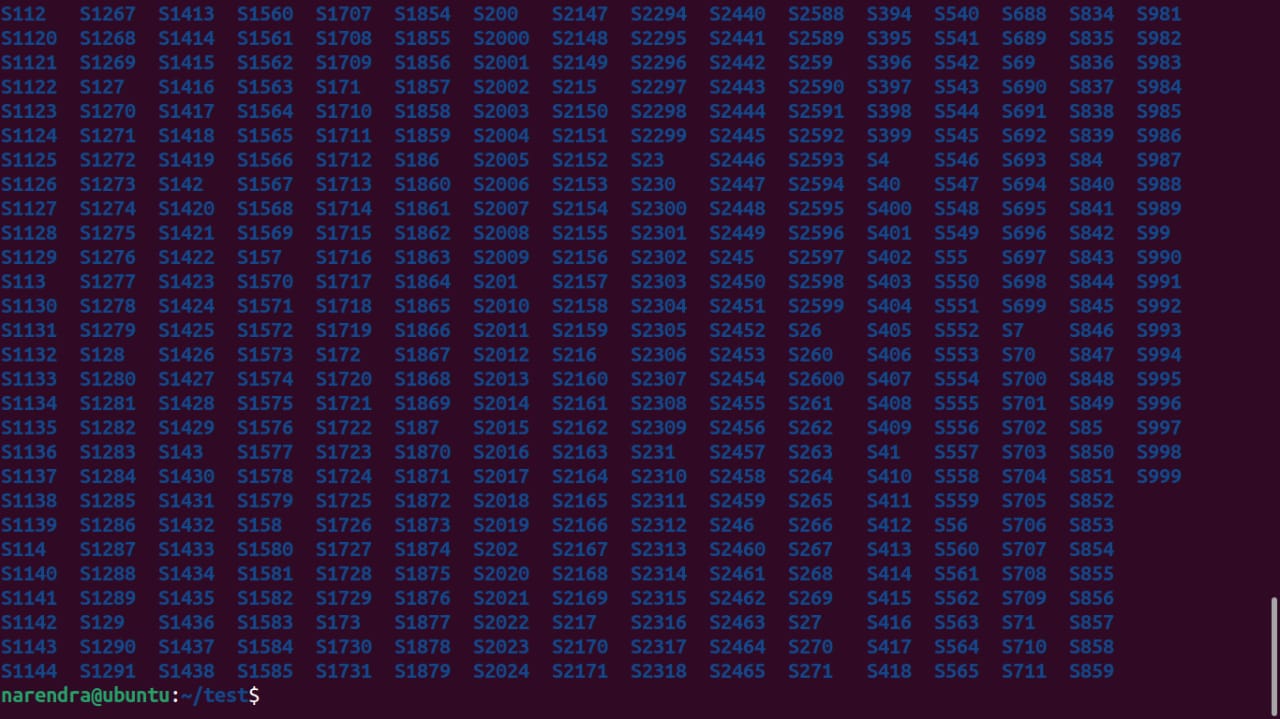 S112 S1267 S1413 S1560 S1707 S1854 S200 S2147 S2294 S2440 S2588 S394 S540 S688 S834 S981
S1120 S1268 S1414 S1561 S1708 S1855 S2000 S2148 S2295 S2441 S2589 S395 S541 S689 S835 S982
S1121 S1269 S1415 S1562 S1709 S1856 S2001 S2149 S2296 S2442 S259 S396 S542 S69 S836 S983
S1122 S127 S1416 S1563 S171 S1857 S2002 S215 S2297 S2443 S2590 S397 S543 S690 S837 S984
S1123 S1270 S1417 S1564 S1710 S1858 S2003 S2150 S2298 S2444 S2591 S398 S544 S691 S838 S985
S1124 S1271 S1418 S1565 S1711 S1859 S2004 S2151 S2299 S2445 S2592 S399 S545 S692 S839 S986
S1125 S1272 S1419 S1566 S1712 S186 S2005 S2152 S23 S2446 S2593 S4 S546 S693 S84 S987
S1126 S1273 S142 S1567 S1713 S1860 S2006 S2153 S230 S2447 S2594 S40 S547 S694 S840 S988
S1127 S1274 S1420 S1568 S1714 S1861 S2007 S2154 S2300 S2448 S2595 S400 S548 S695 S841 S989
S1128 S1275 S1421 S1569 S1715 S1862 S2008 S2155 S2301 S2449 S2596 S401 S549 S696 S842 S99
S1129 S1276 S1422 S157 S1716 S1863 S2009 S2156 S2302 S245 S2597 S402 S55 S697 S843 S990
S113 S1277 S1423 S1570 S1717 S1864 S201 S2157 S2303 S2450 S2598 S403 S550 S698 S844 S991
S1130 S1278 S1424 S1571 S1718 S1865 S2010 S2158 S2304 S2451 S2599 S404 S551 S699 S845 S992
S1131 S1279 S1425 S1572 S1719 S1866 S2011 S2159 S2305 S2452 S26 S405 S552 S7 S846 S993
S1132 S128 S1426 S1573 S172 S1867 S2012 S216 S2306 S2453 S260 S406 S553 S70 S847 S994
S1133 S1280 S1427 S1574 S1720 S1868 S2013 S2160 S2307 S2454 S2600 S407 S554 S700 S848 S995
S1134 S1281 S1428 S1575 S1721 S1869 S2014 S2161 S2308 S2455 S261 S408 S555 S701 S849 S996
S1135 S1282 S1429 S1576 S1722 S187 S2015 S2162 S2309 S2456 S262 S409 S556 S702 S85 S997
S1136 S1283 S143 S1577 S1723 S1870 S2016 S2163 S231 S2457 S263 S41 S557 S703 S850 S998
S1137 S1284 S1430 S1578 S1724 S1871 S2017 S2164 S2310 S2458 S264 S410 S558 S704 S851 S999
S1138 S1285 S1431 S1579 S1725 S1872 S2018 S2165 S2311 S2459 S265 S411 S559 S705 S852
S1139 S1286 S1432 S158 S1726 S1873 S2019 S2166 S2312 S246 S266 S412 S56 S706 S853
S114 S1287 S1433 S1580 S1727 S1874 S202 S2167 S2313 S2460 S267 S413 S560 S707 S854
S1140 S1288 S1434 S1581 S1728 S1875 S2020 S2168 S2314 S2461 S268 S414 S561 S708 S855
S1141 S1289 S1435 S1582 S1729 S1876 S2021 S2169 S2315 S2462 S269 S415 S562 S709 S856
S1142 S129 S1436 S1583 S173 S1877 S2022 S217 S2316 S2463 S27 S416 S563 S71 S857
S1143 S1290 S1437 S1584 S1730 S1878 S2023 S2170 S2317 S2464 S270 S417 S564 S710 S858
S1144 S1291 S1438 S1585 S1731 S1879 S2024 S2171 S2318 S2465 S271 S418 S565 S711 S859
narendra@ubuntu:~/test$